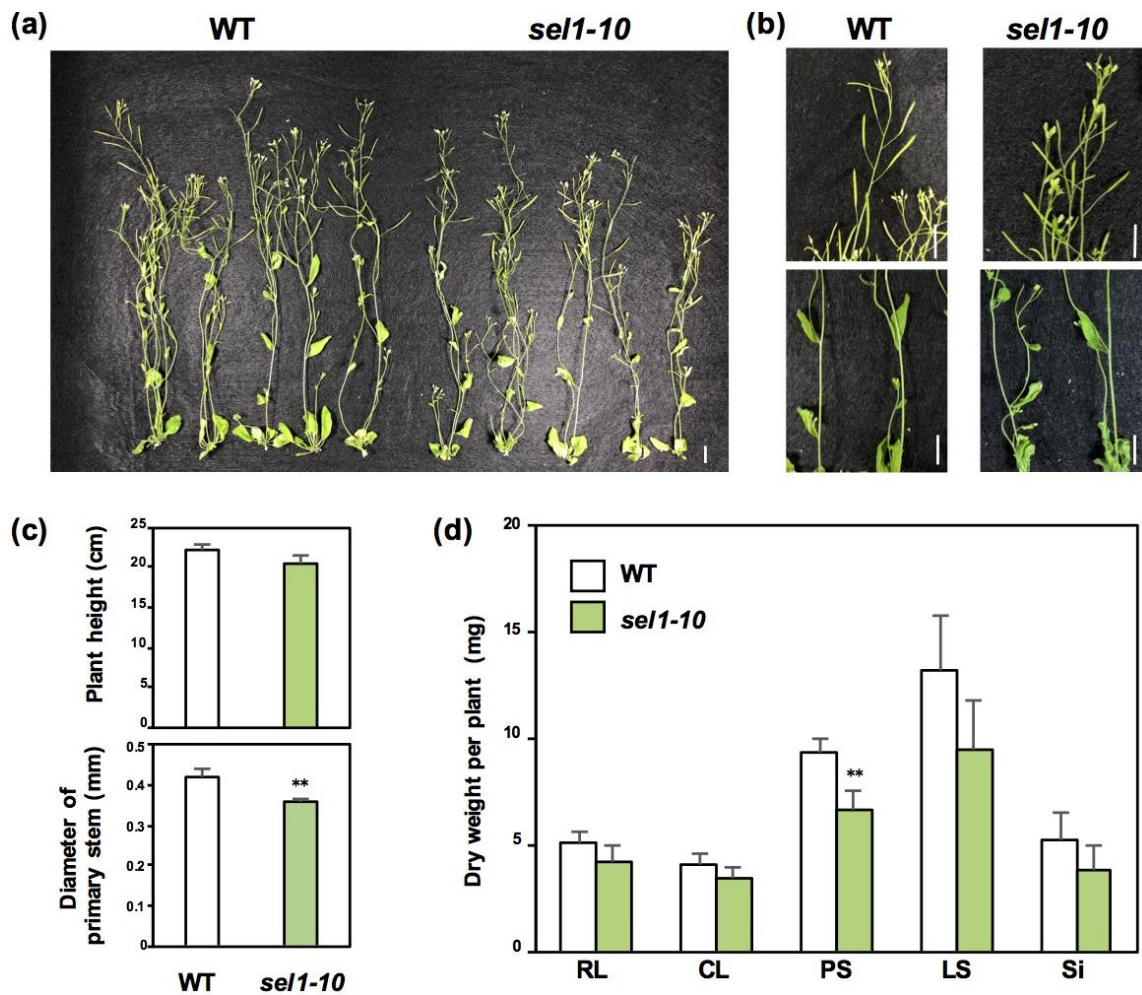 (a)
WT
sel1-10
(b)
WT
sel1-10
(c)
Plant height (cm)
25
20
25
10
5
0
Diameter of
primary stem (mm)
0.5
0.4
0.3
0.2
0.1
0
**
WT
sel1-10
(d)
Dry weight per plant (mg)
20
15
10
5
0
WT
sel1-10
**
RL
CL
PS
LS
Si